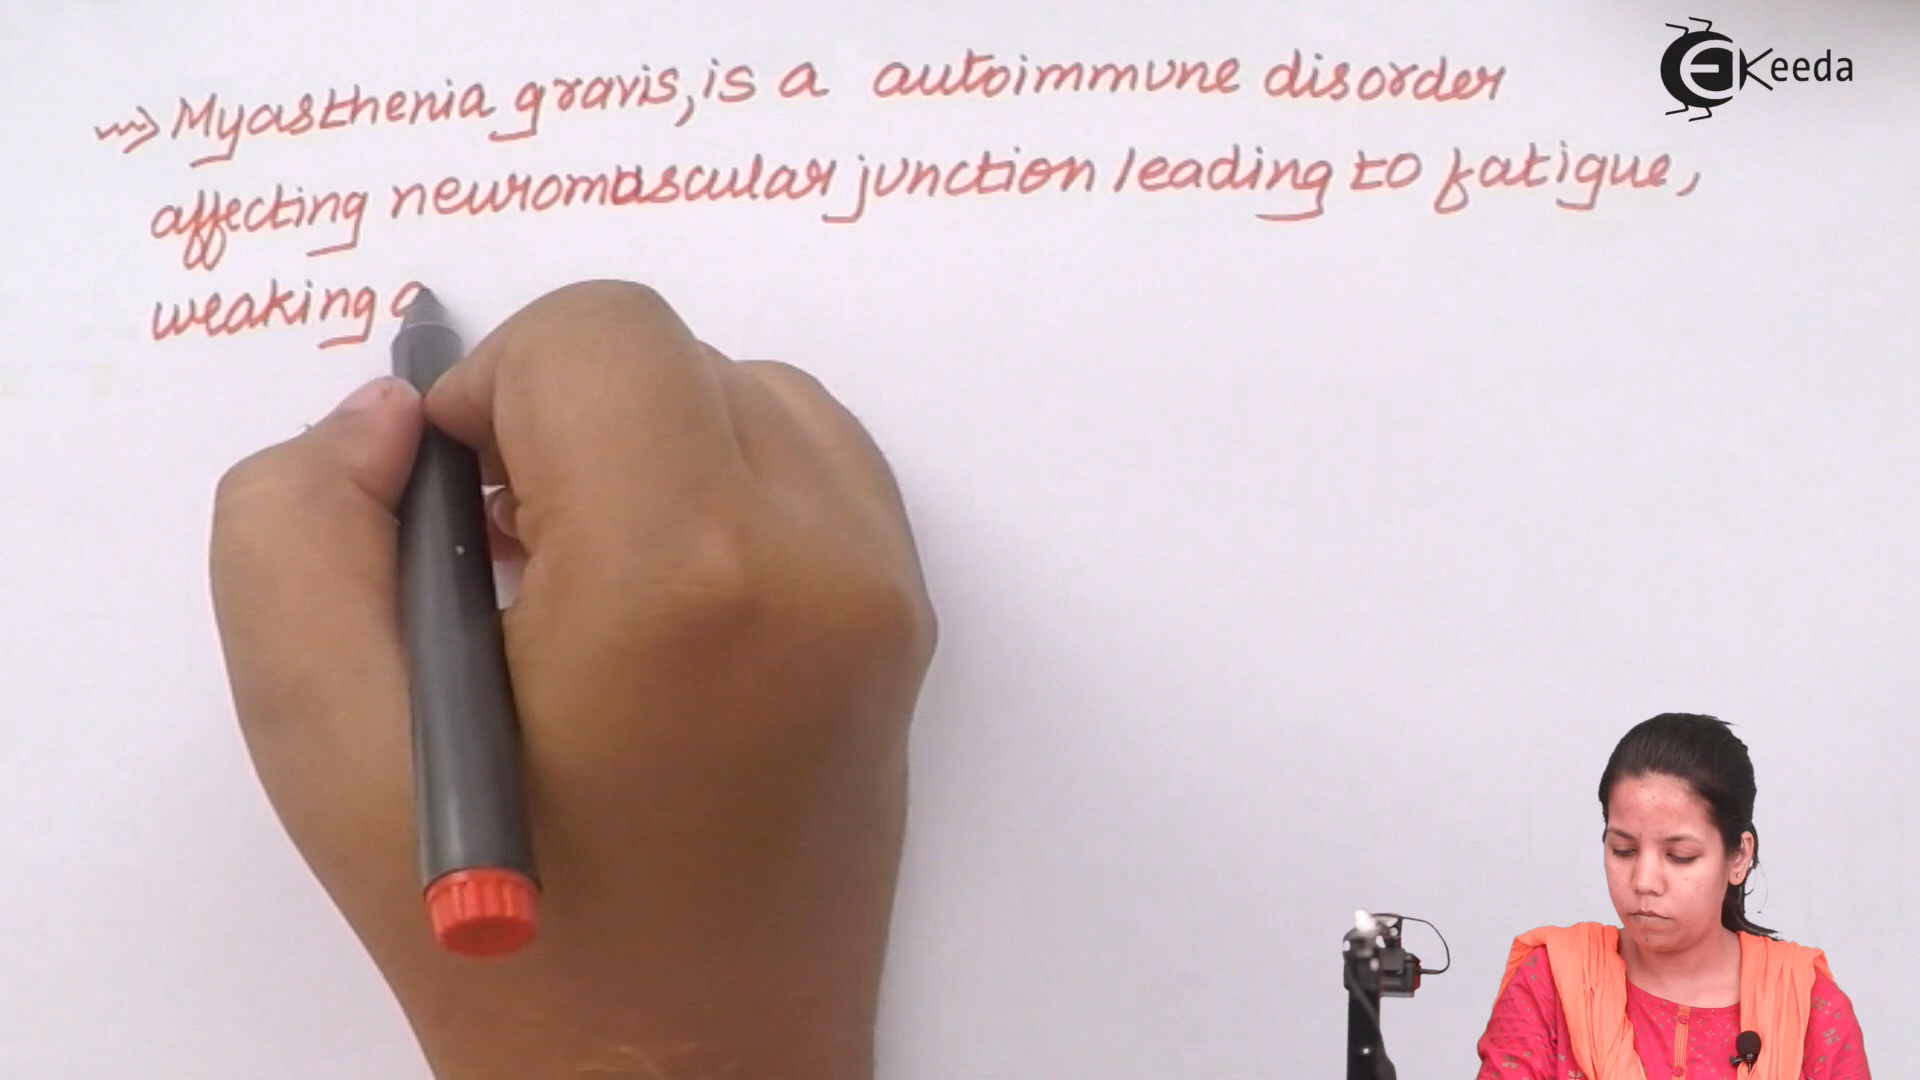 Myasthenia gravis, is a autoimmune disorder
affecting neuromuscular junction leading to fatigue,
weaking a
EKeeda